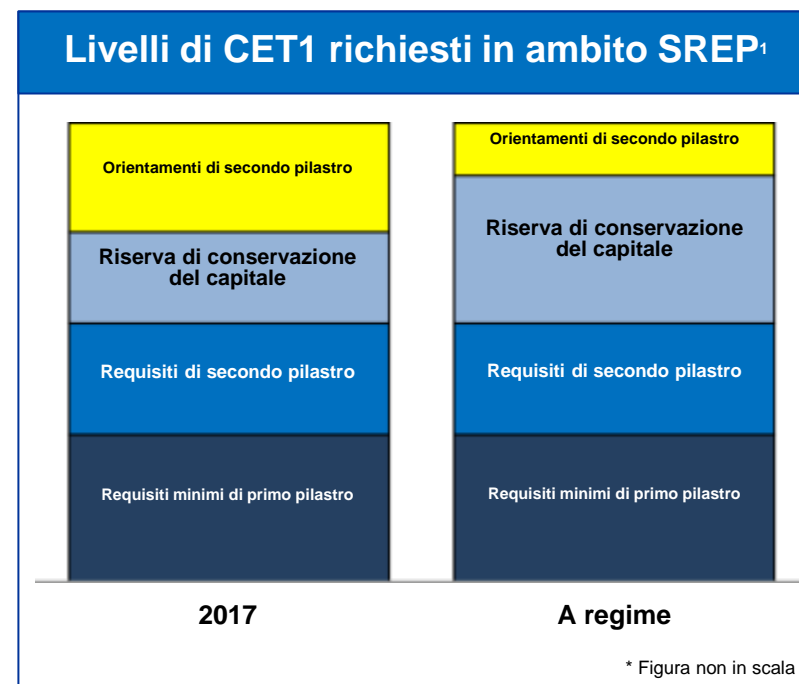 Livelli di CET1 richiesti in ambito SREP¹
Orientamenti di secondo pilastro
Riserva di conservazione
del capitale
Requisiti di secondo pilastro
Requisiti minimi di primo pilastro
Orientamenti di secondo pilastro
Riserva di conservazione
del capitale
Requisiti di secondo pilastro
Requisiti minimi di primo pilastro
2017
A regime
* Figura non in scala